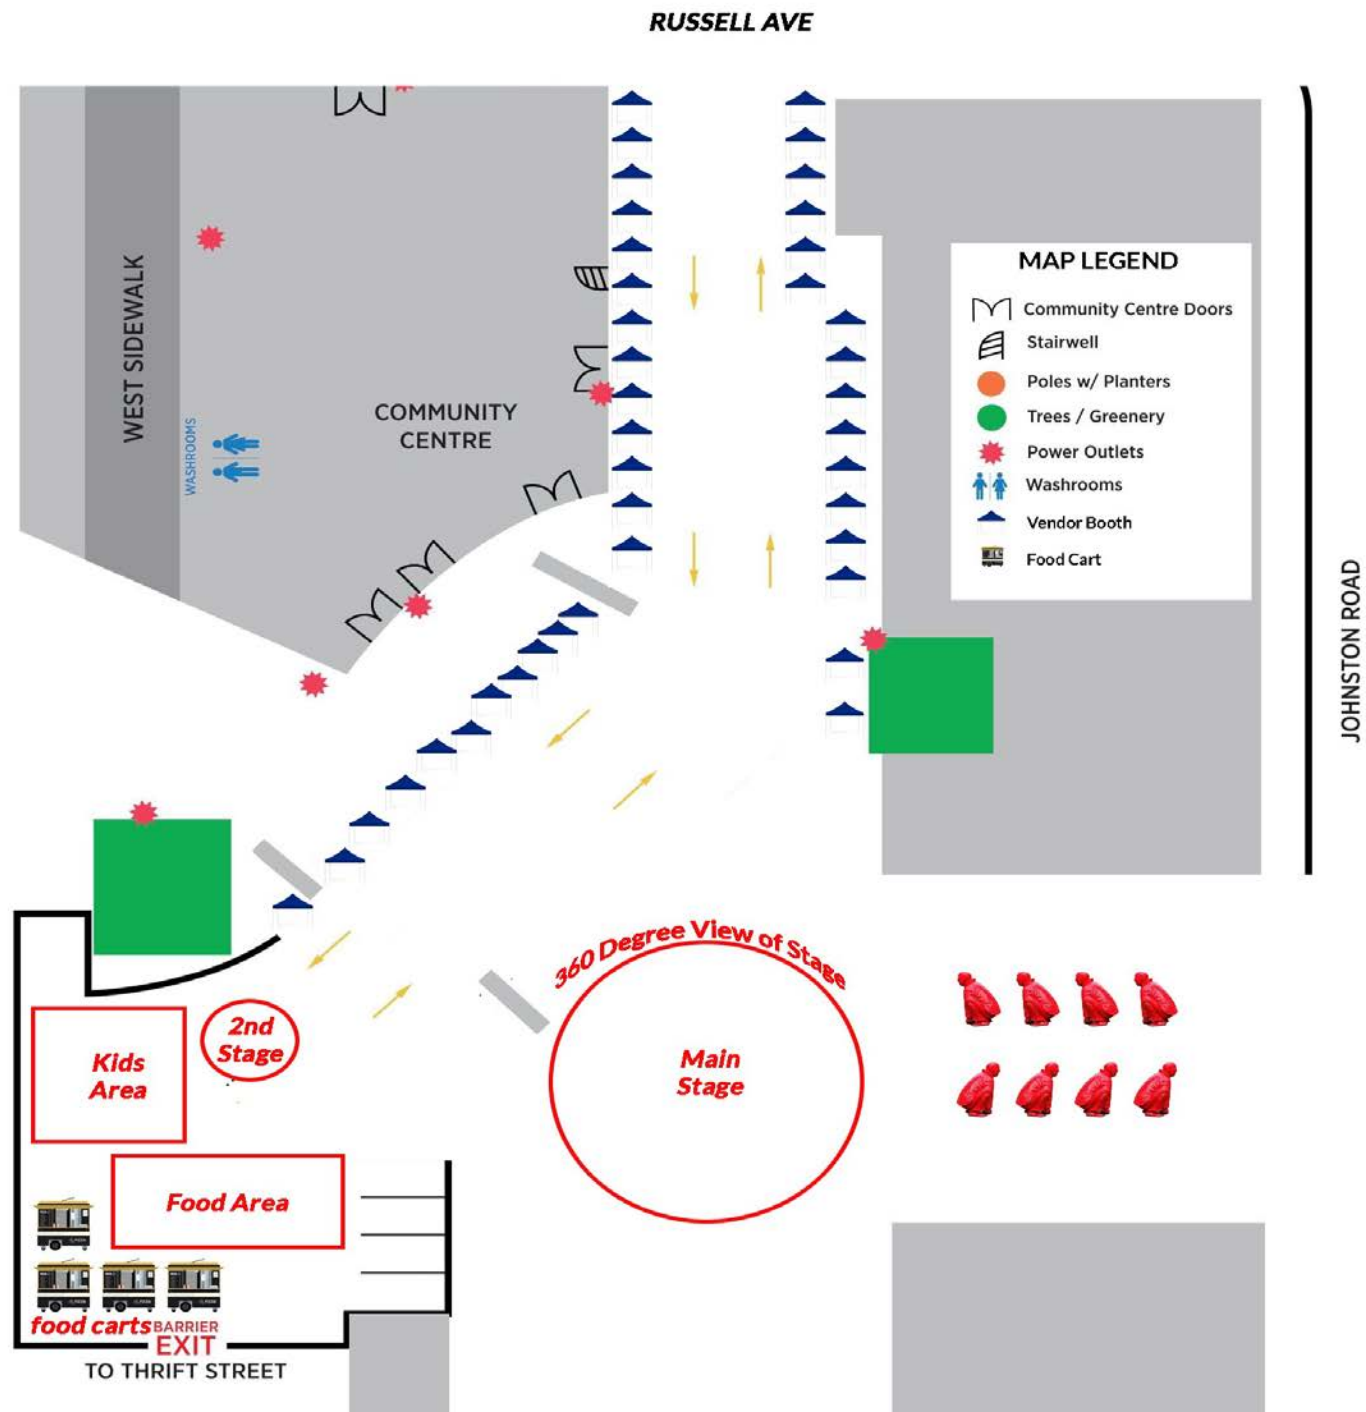 RUSSELL AVE
WEST SIDEWALK
WASHROOMS
COMMUNITY
CENTRE
MAP LEGEND
Community Centre Doors
Stairwell
Poles w/ Planters
Trees / Greenery
Power Outlets
Washrooms
Vendor Booth
Food Cart
JOHNSTON ROAD
360 Degree View of Stage
Main
Stage
2nd
Stage
Kids
Area
Food Area
food carts
BARRIER
EXIT
TO THRIFT STREET